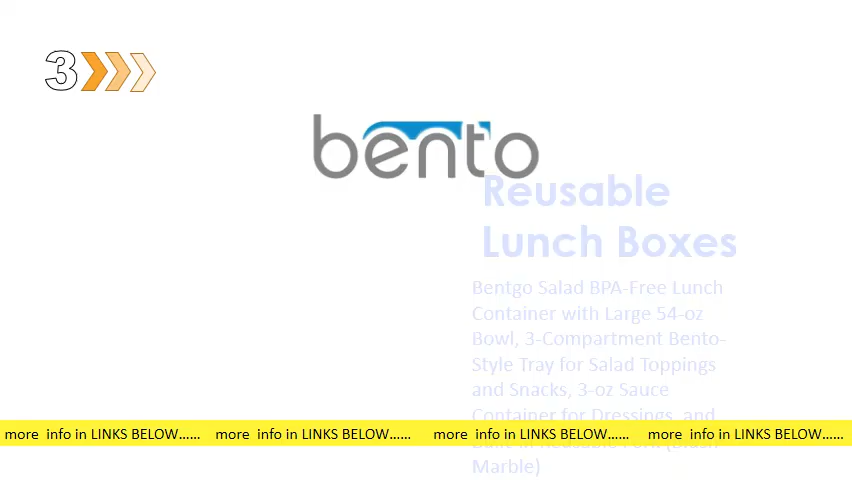 3
bento
Reusable
Lunch Boxes
Bentgo Salad BPA-Free Lunch
Container with Large 54-oz
Bowl, 3-Compartment Bento-
Style Tray for Salad Toppings
and Snacks, 3-oz Sauce
Container for Dressings, and
more info in LINKS BELOW...... more info in LINKS BELOW...... more info in LINKS BELOW...... more info in LINKS BELOW......
Marble)